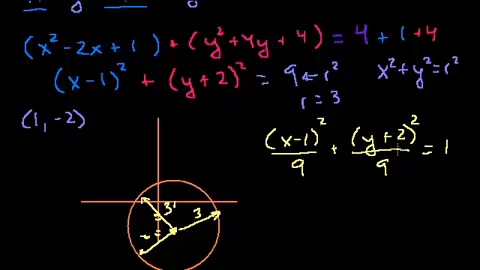 (x² - 2x + 1) + (y² + 4y + 4) = 4 + 1 + 4
(x - 1)² + (y + 2)² = 9 ← r²
x² + y² = r²
r = 3
(1, -2)
(x-1)²/9 + (y+2)²/9 = 1
3
3